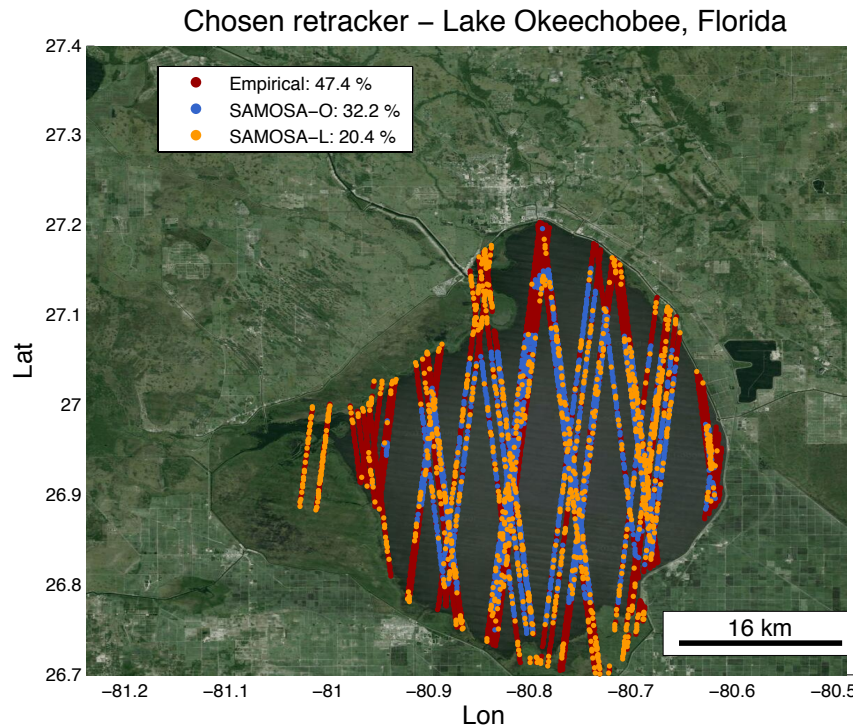 Chosen retracker – Lake Okeechobee, Florida
27.4
Empirical: 47.4 %
SAMOSA-O: 32.2 %
SAMOSA-L: 20.4 %
27.3
27.2
27.1
Lat
27
26.9
26.8
16 km
26.7
−81.2 −81.1 −81 −80.9 −80.8 −80.7 −80.6 −80.5
Lon